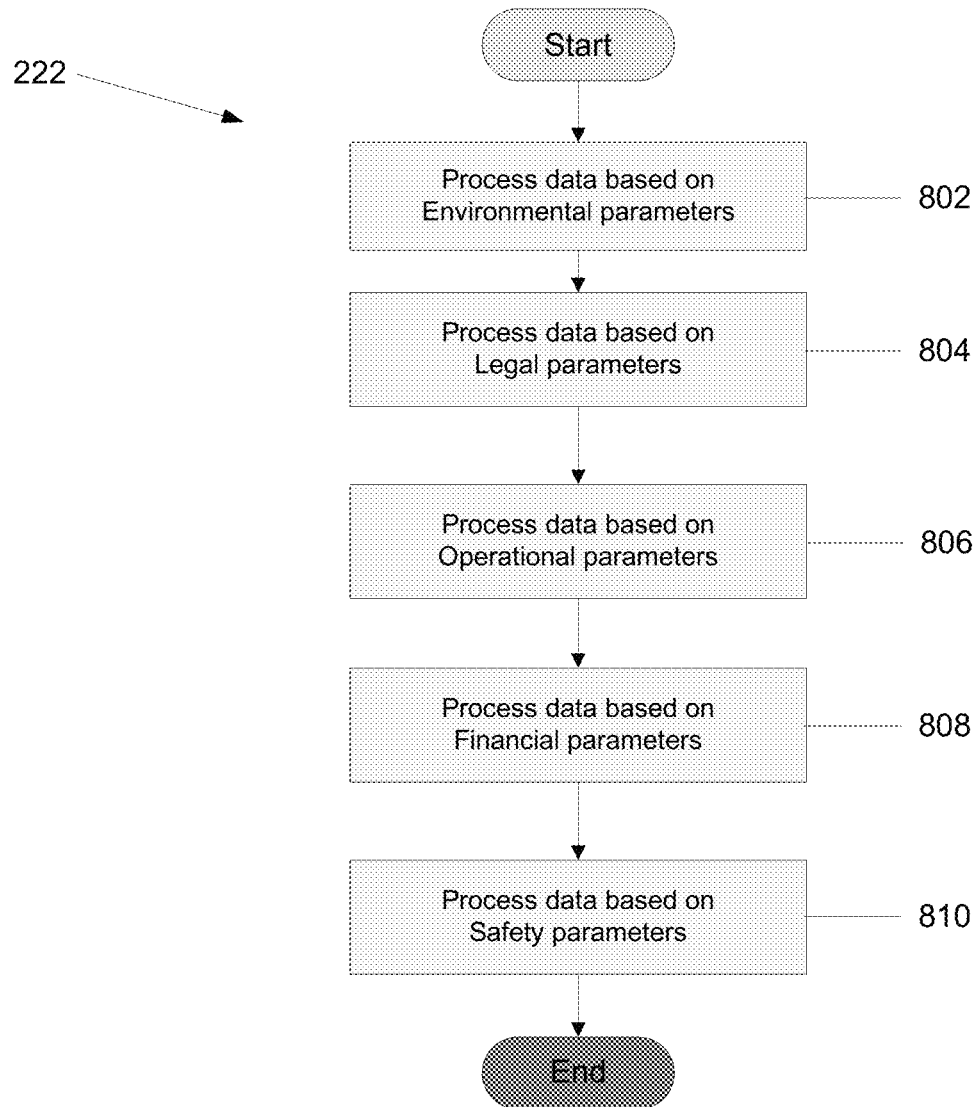 Start
222
Process data based on
Environmental parameters
802
Process data based on
Legal parameters
804
Process data based on
Operational parameters
806
Process data based on
Financial parameters
808
Process data based on
Safety parameters
810
End